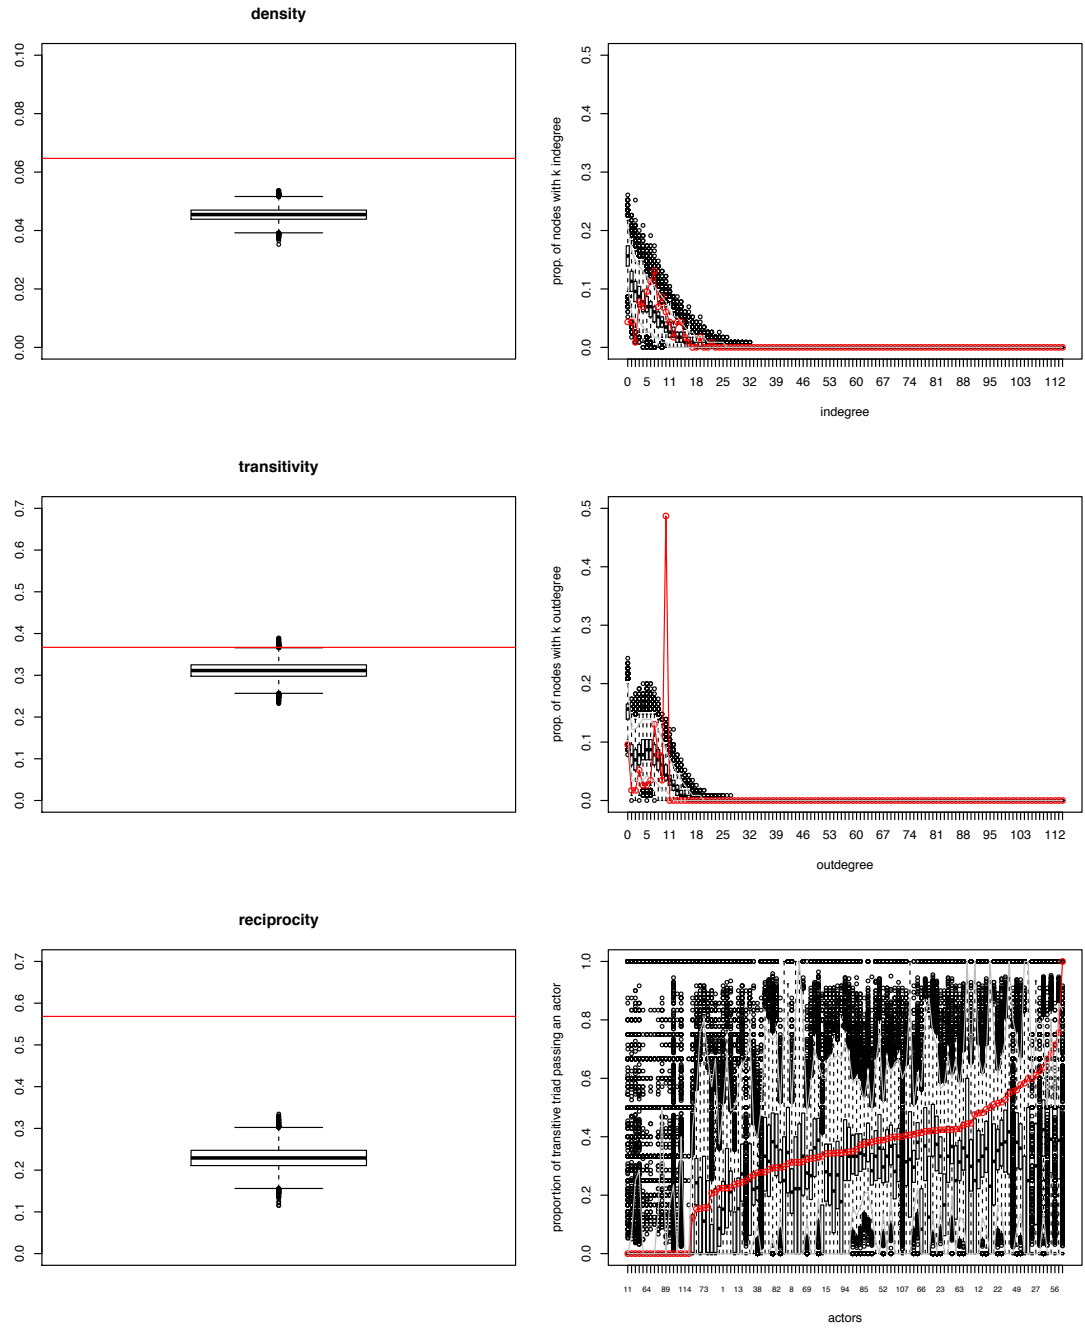 density
0.00 0.02 0.04 0.06 0.08 0.10
prop. of nodes with k indegree
0.0 0.1 0.2 0.3 0.4 0.5
0 5 11 18 25 32 39 46 53 60 67 74 81 88 95 103 112
indegree
transitivity
0.0 0.1 0.2 0.3 0.4 0.5 0.6 0.7
prop. of nodes with k outdegree
0.0 0.1 0.2 0.3 0.4 0.5
0 5 11 18 25 32 39 46 53 60 67 74 81 88 95 103 112
outdegree
reciprocity
0.0 0.1 0.2 0.3 0.4 0.5 0.6 0.7
proportion of transitive triad passing an actor
0.0 0.2 0.4 0.6 0.8 1.0
11 64 89 114 73 1 13 38 82 8 69 15 94 85 52 107 66 23 63 12 22 49 27 56
actors